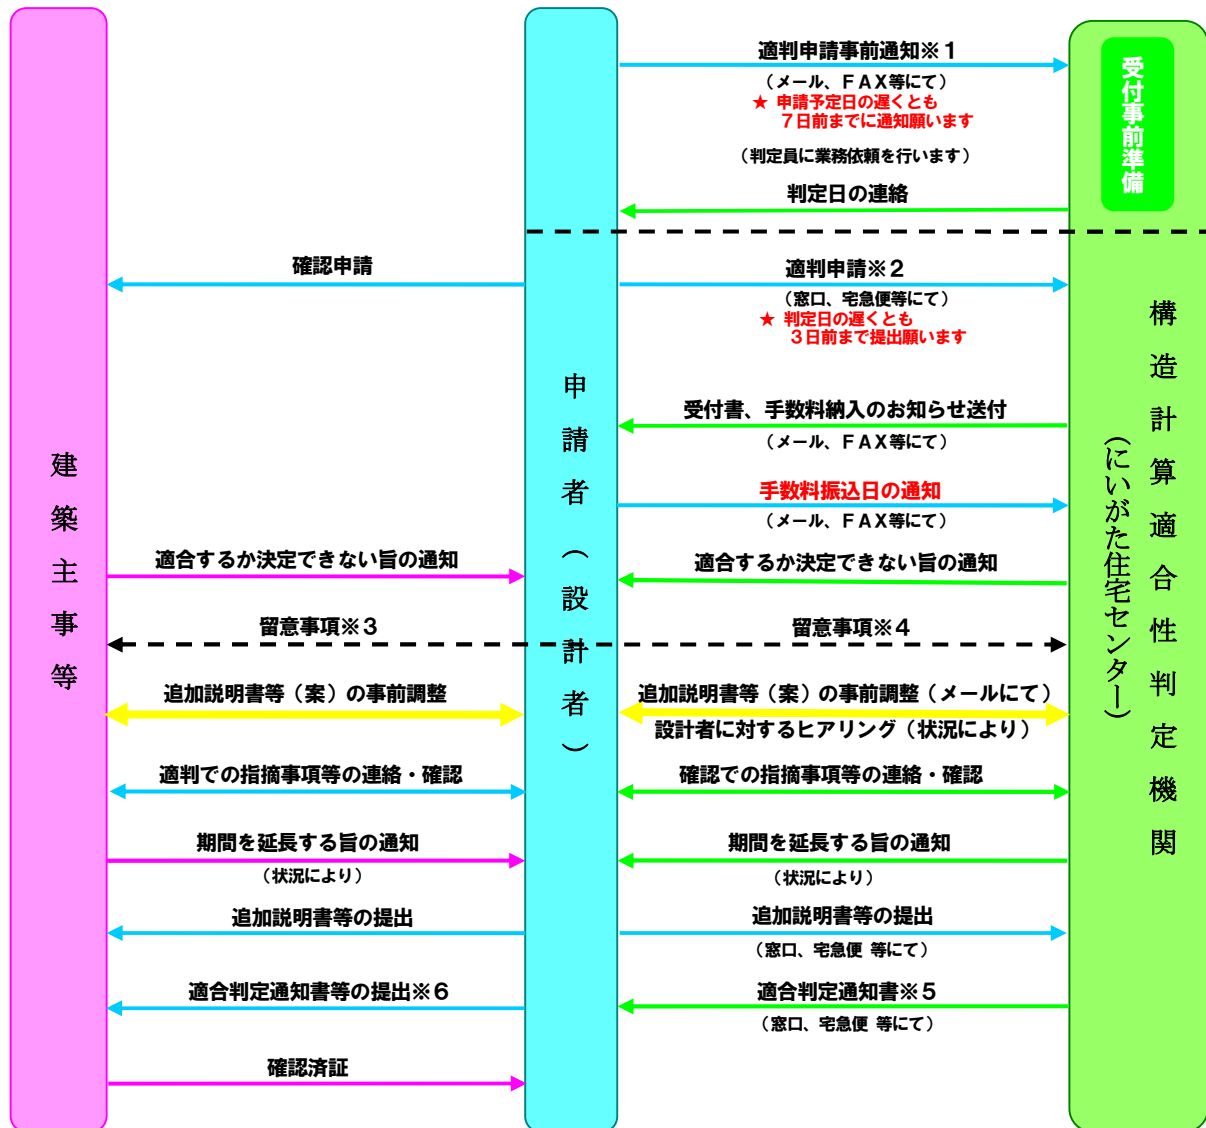 適判申請事前通知※１
（メール、ＦＡＸ等にて）
★ 申請予定日の遅くとも
７日前までに通知願います
（判定員に業務依頼を行います）
判定日の連絡
受付事前準備
確認申請
適判申請※２
（窓口、宅急便等にて）
★ 判定日の遅くとも
３日前まで提出願います
受付書、手数料納入のお知らせ送付
（メール、ＦＡＸ等にて）
手数料振込日の通知
（メール、ＦＡＸ等にて）
適合するか決定できない旨の通知
適合するか決定できない旨の通知
留意事項※３
留意事項※４
追加説明書等（案）の事前調整
追加説明書等（案）の事前調整（メールにて）
設計者に対するヒアリング（状況により）
適判での指摘事項等の連絡・確認
確認での指摘事項等の連絡・確認
期間を延長する旨の通知
（状況により）
期間を延長する旨の通知
（状況により）
追加説明書等の提出
追加説明書等の提出
（窓口、宅急便 等にて）
適合判定通知書等の提出※６
適合判定通知書※５
（窓口、宅急便 等にて）
確認済証
建築主事等
申請者（設計者）
構造計算適合性判定機関
（にいがた住宅センター）